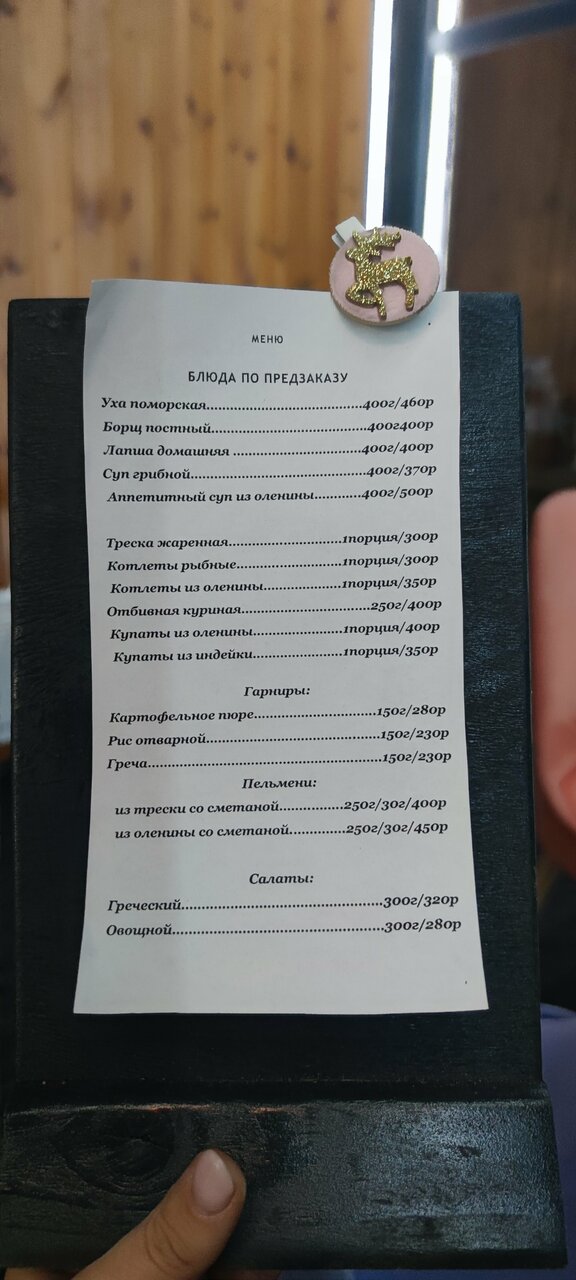 МЕНЮ
БЛЮДА ПО ПРЕДЗАКАЗУ
Уха поморская......................................400г/460р
Борщ постный.....................................400г400р
Лапша домашняя ...............................400г/400р
Суп грибной.........................................400г/370р
Аппетитный суп из оленины...........400г/500р
Треска жаренная..........................1порция/300р
Котлеты рыбные........................1порция/300р
Котлеты из оленины..................1порция/350р
Отбивная куриная..............................250г/400р
Купаты из оленины....................1порция/400р
Купаты из индейки....................1порция/350р
Гарниры:
Картофельное пюре............................150г/280р
Рис отварной.........................................150г/230р
Греча.......................................................150г/230р
Пельмени:
из трески со сметаной...............250г/30г/400р
из оленины со сметаной.............250г/30г/450р
Салаты:
Греческий...............................................300г/320р
Овощной.................................................300г/280р